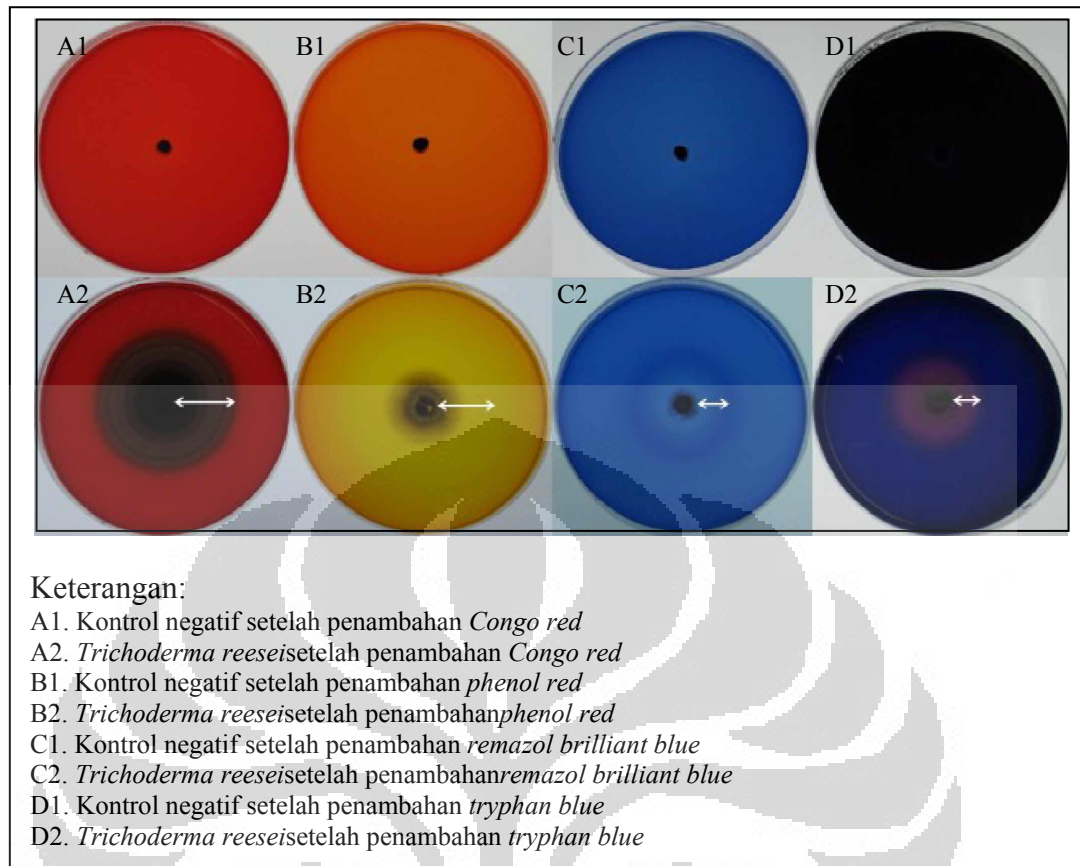 A1 B1 C1 D1
A2 B2 C2 D2
Keterangan:
A1. Kontrol negatif setelah penambahan Congo red
A2. Trichoderma reeseisetelah penambahan Congo red
B1. Kontrol negatif setelah penambahan phenol red
B2. Trichoderma reeseisetelah penambahanphenol red
C1. Kontrol negatif setelah penambahan remazol brilliant blue
C2. Trichoderma reeseisetelah penambahanremazol brilliant blue
D1. Kontrol negatif setelah penambahan tryphan blue
D2. Trichoderma reeseisetelah penambahan tryphan blue